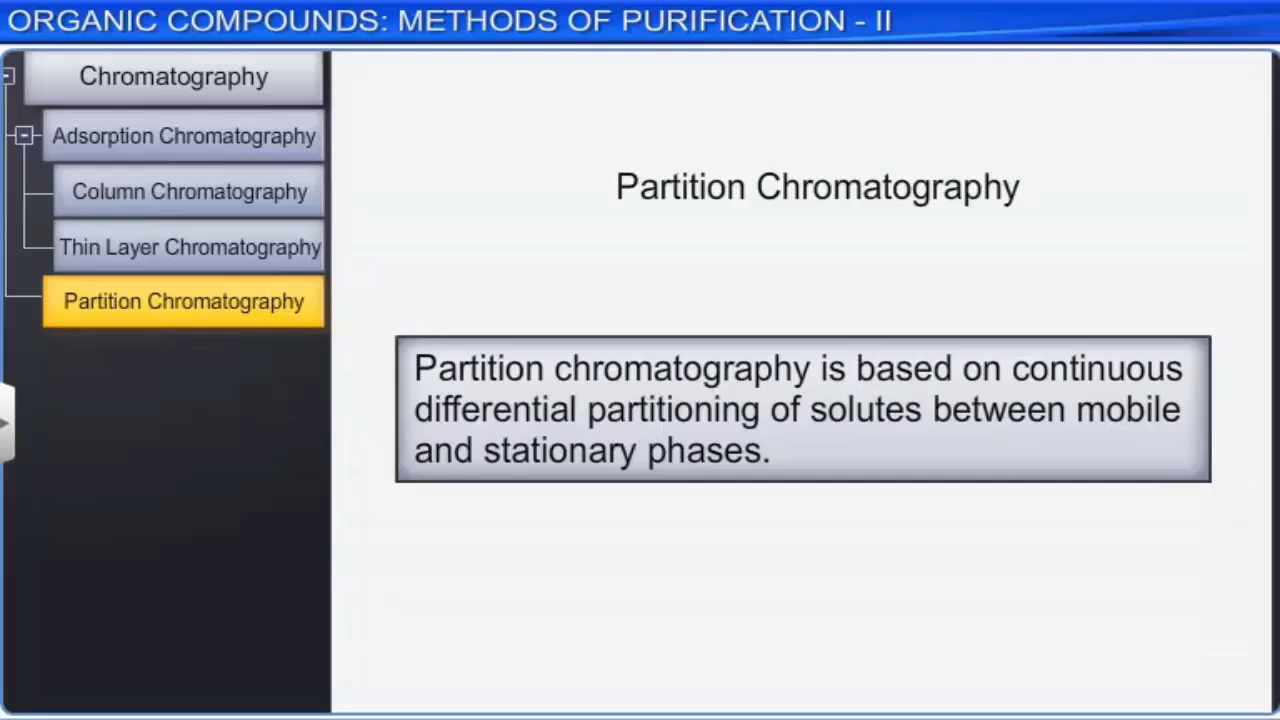 ORGANIC COMPOUNDS: METHODS OF PURIFICATION - II
Chromatography
Adsorption Chromatography
Column Chromatography
Thin Layer Chromatography
Partition Chromatography
Partition Chromatography
Partition chromatography is based on continuous
differential partitioning of solutes between mobile
and stationary phases.